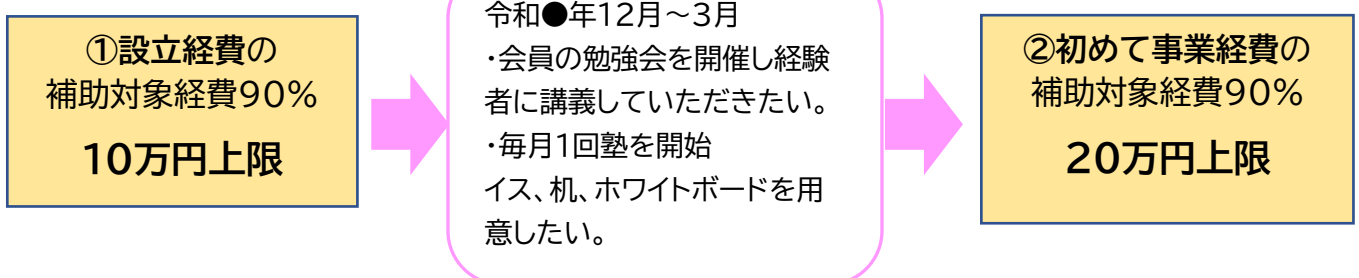 ①設立経費の
補助対象経費90%
10万円上限
令和●年12月～3月
・会員の勉強会を開催し経験
者に講義していただきたい。
・毎月1回塾を開始
イス、机、ホワイトボードを用
意したい。
②初めて事業経費の
補助対象経費90%
20万円上限